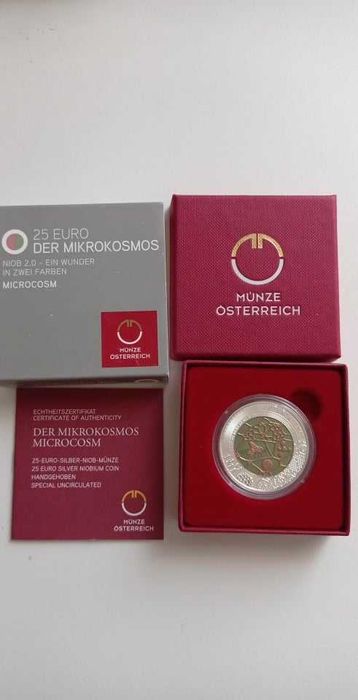 25 EURO
DER MIKROKOSMOS
NIOB 2.0 – EIN WUNDER
IN ZWEI FARBEN
MICROCOSM
MÜNZE
ÖSTERREICH
MÜNZE
ÖSTERREICH
ECHTHEITSZERTIFIKAT
CERTIFICATE OF AUTHENTICITY
DER MIKROKOSMOS
MICROCOSM
25-EURO-SILBER-NIOB-MÜNZE
25 EURO SILVER NIOBIUM COIN
HANDGEHOBEN
SPECIAL UNCIRCULATED
MÜNZE
ÖSTERREICH